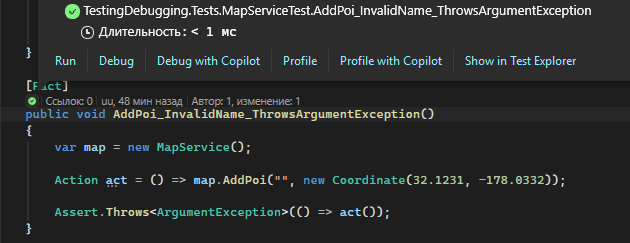 TestingDebugging.Tests.MapServiceTest.AddPoi_InvalidName_ThrowsArgumentException
Длительность: < 1 мс
Run Debug Debug with Copilot Profile Profile with Copilot Show in Test Explorer
}
[Fact]
Ссылок: 0 | uu, 48 мин назад | Автор: 1, изменение: 1
public void AddPoi_InvalidName_ThrowsArgumentException()
{
var map = new MapService();
Action act = () => map.AddPoi("", new Coordinate(32.1231, -178.0332));
Assert.Throws<ArgumentException>(() => act());
}